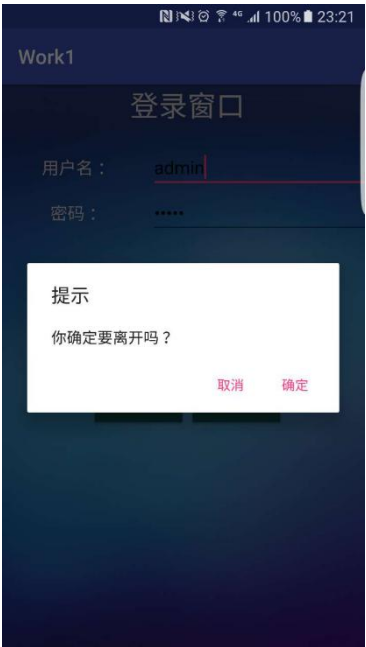 4G 100% 23:21
Work1
登录窗口
用户名： admin
密码： •••••
提示
你确定要离开吗？
取消 确定